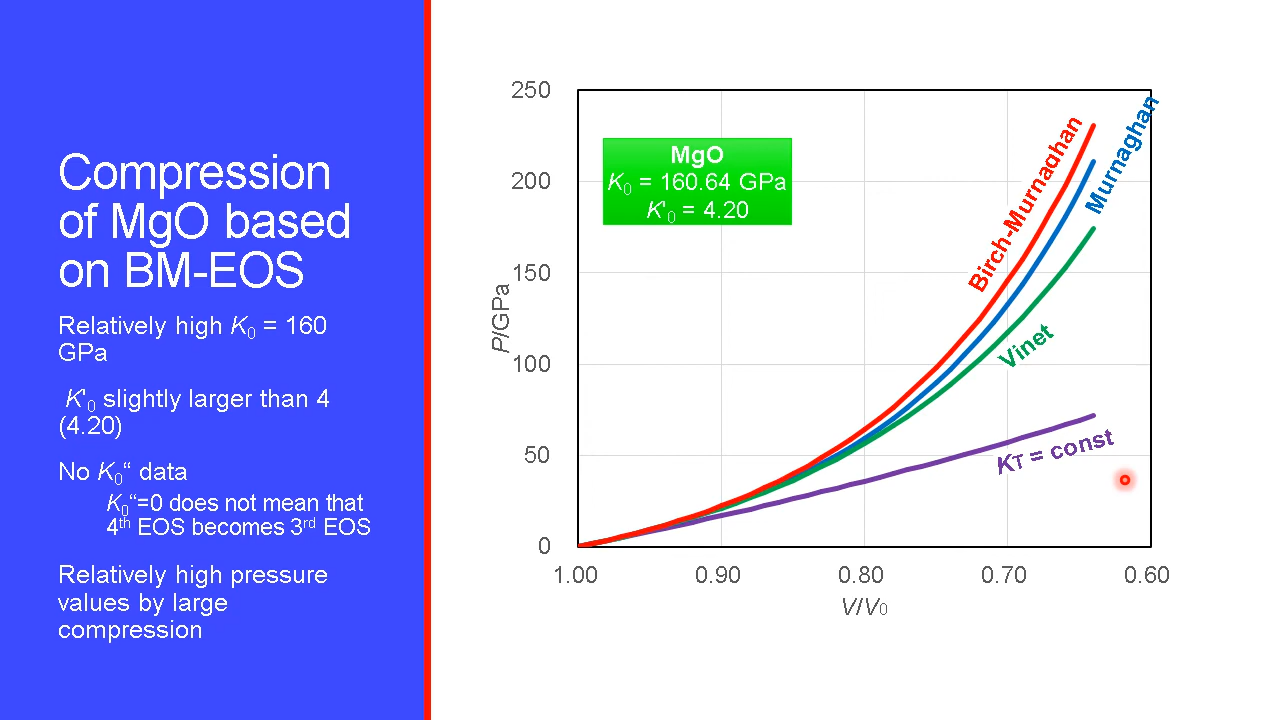 Compression
of MgO based
on BM-EOS
Relatively high K₀ = 160
GPa
K'₀ slightly larger than 4
(4.20)
No K₀“ data
K₀“=0 does not mean that
4th EOS becomes 3rd EOS
Relatively high pressure
values by large
compression
250
200
150
100
50
0
P/GPa
1.00
0.90
0.80
0.70
0.60
V/V₀
MgO
K₀ = 160.64 GPa
K'₀ = 4.20
Birch-Murnadhan
Murnaghan
Vinet
KT = const